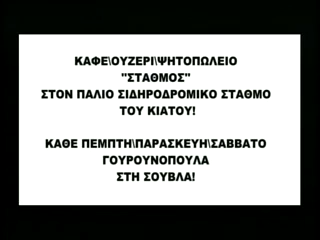 ΚΑΦΕ\ΟΥΖΕΡΙ\ΨΗΤΟΠΩΛΕΙΟ
"ΣΤΑΘΜΟΣ"
ΣΤΟΝ ΠΑΛΙΟ ΣΙΔΗΡΟΔΡΟΜΙΚΟ ΣΤΑΘΜΟ
ΤΟΥ ΚΙΑΤΟΥ!
ΚΑΘΕ ΠΕΜΠΤΗ\ΠΑΡΑΣΚΕΥΗ\ΣΑΒΒΑΤΟ
ΓΟΥΡΟΥΝΟΠΟΥΛΑ
ΣΤΗ ΣΟΥΒΛΑ!